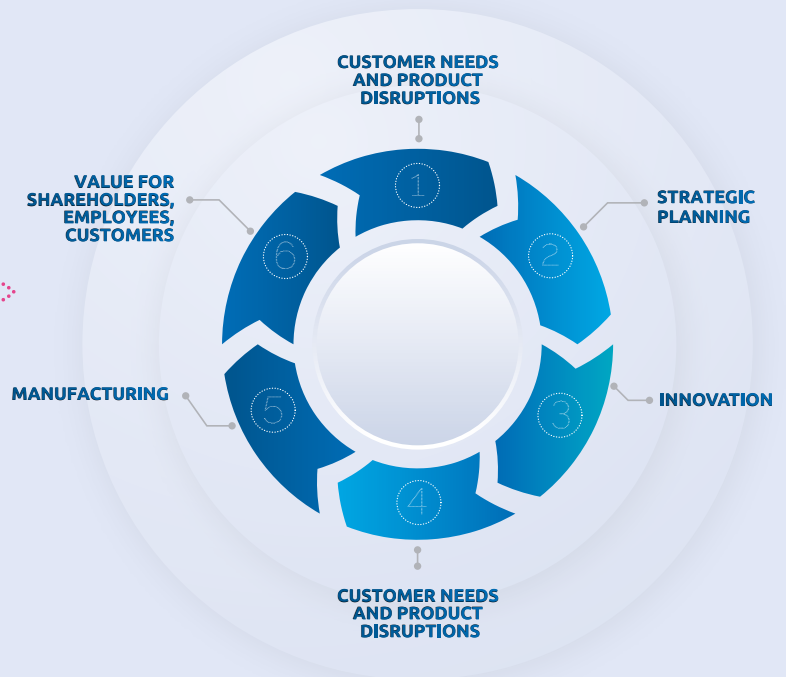 CUSTOMER NEEDS
AND PRODUCT
DISRUPTIONS
1
STRATEGIC
PLANNING
2
INNOVATION
3
CUSTOMER NEEDS
AND PRODUCT
DISRUPTIONS
4
MANUFACTURING
5
VALUE FOR
SHAREHOLDERS,
EMPLOYEES,
CUSTOMERS
6